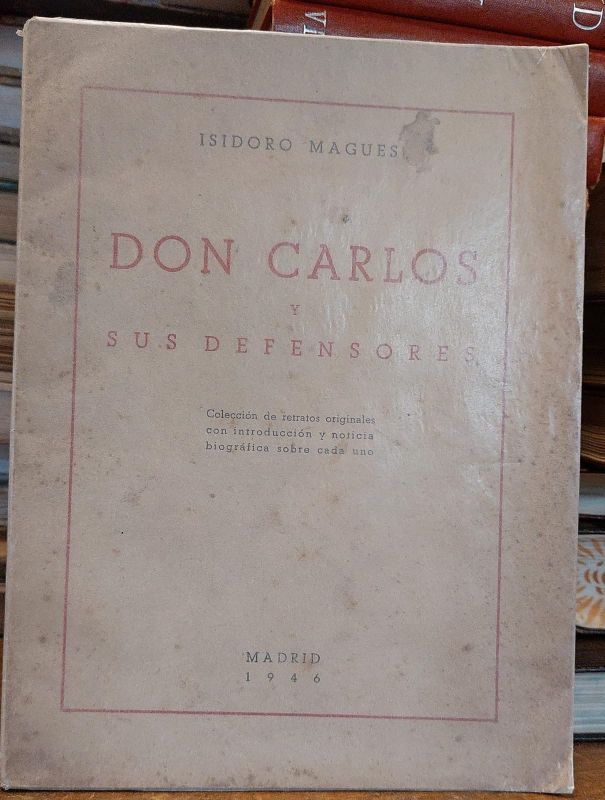 ISIDORO MAGUES
DON CARLOS
Y
SUS DEFENSORES
Colección de retratos originales
con introducción y noticia
biográfica sobre cada uno
MADRID
1946